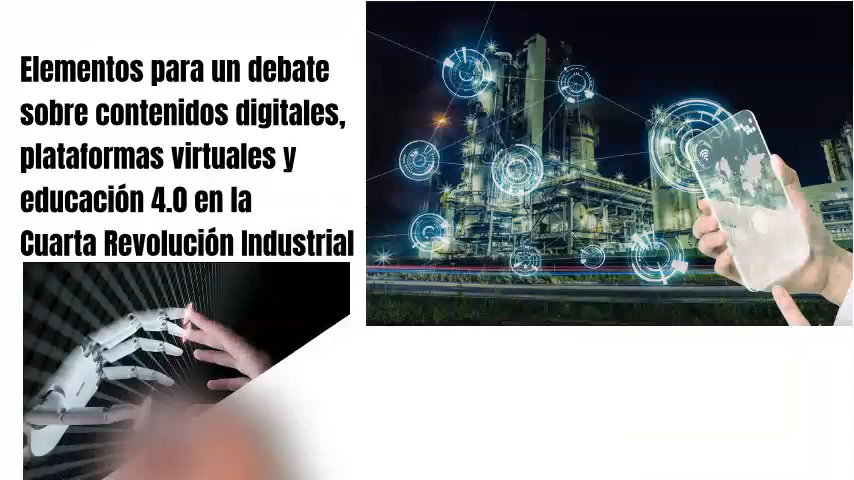 Elementos para un debate
sobre contenidos digitales,
plataformas virtuales y
educación 4.0 en la
Cuarta Revolución Industrial